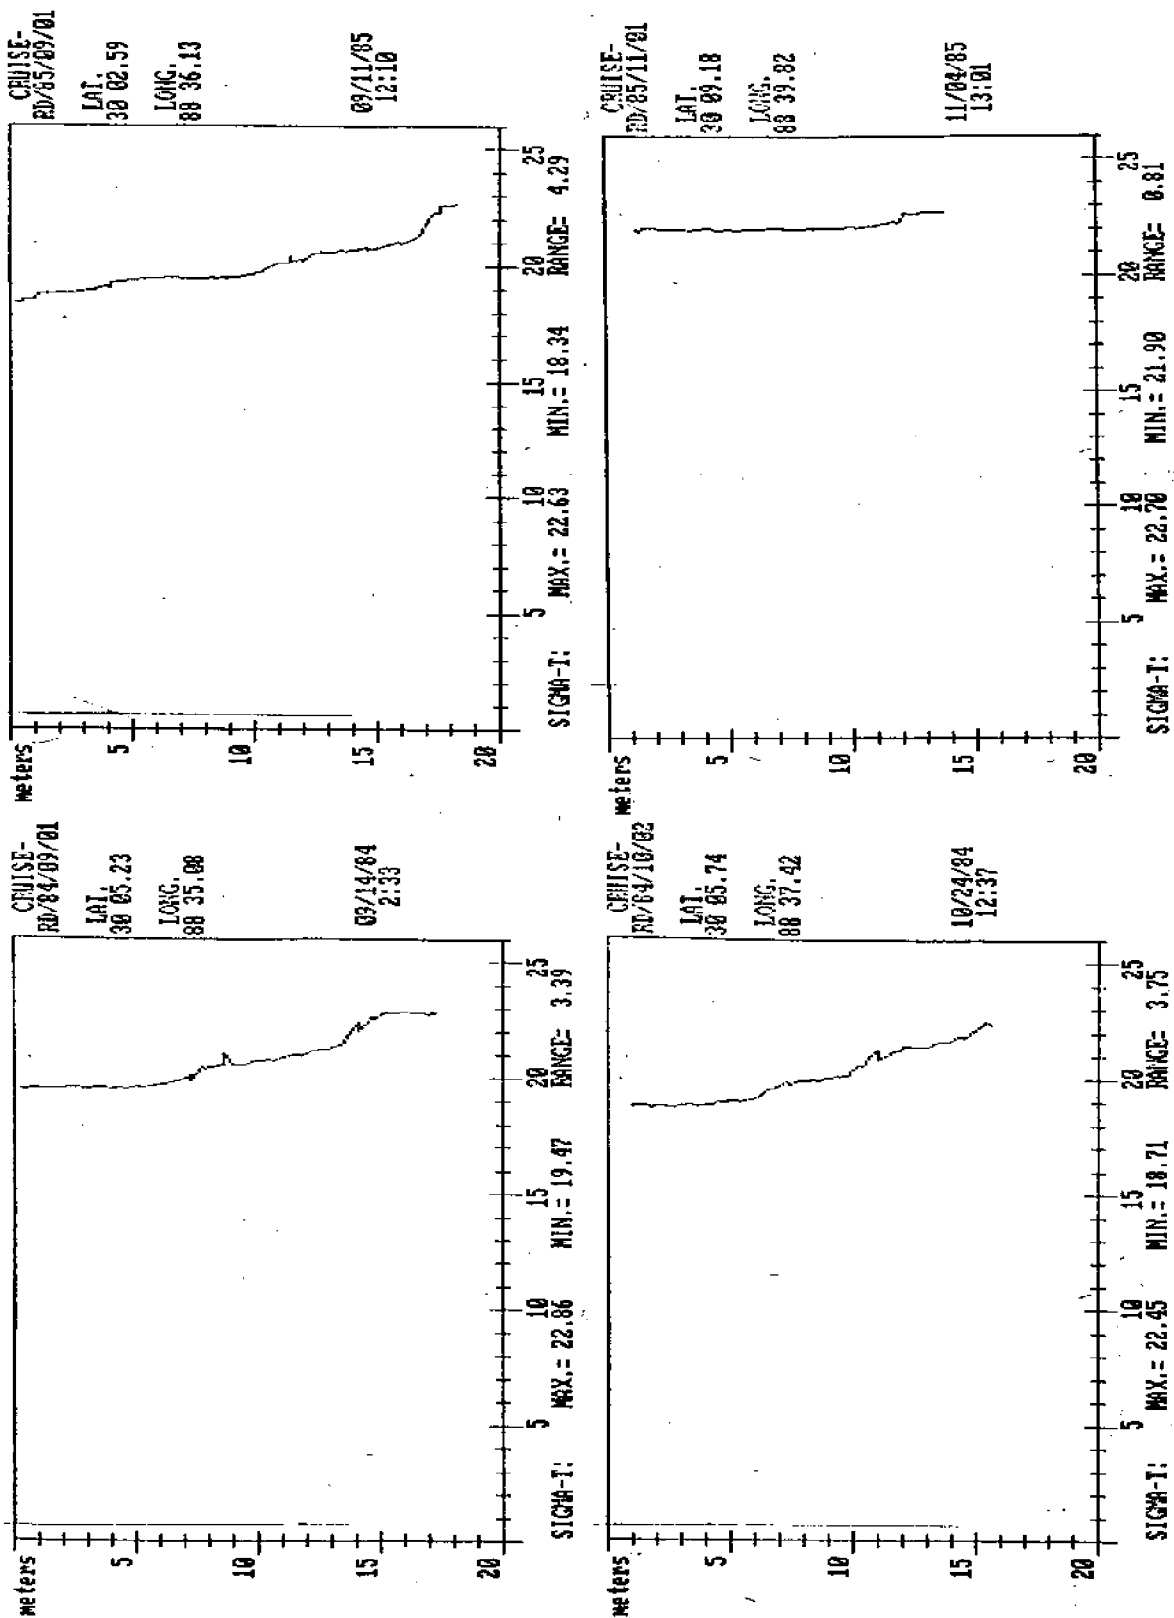 meters
5
10
15
20
5 10 15 20 25
SIGMA-T: MAX.= 22.86 MIN.= 19.47 RANGE= 3.39
CRUISE-
RD/84/09/01
LAT.
30 05.23
LONG.
88 35.08
09/14/84
2:33
meters
5
10
15
20
5 10 15 20 25
SIGMA-T: MAX.= 22.63 MIN.= 18.34 RANGE= 4.29
CRUISE-
RD/85/09/01
LAT.
30 02.59
LONG.
88 36.13
09/11/85
12:10
meters
5
10
15
20
5 10 15 20 25
SIGMA-T: MAX.= 22.45 MIN.= 18.71 RANGE= 3.75
CRUISE-
RD/84/10/02
LAT.
30 05.74
LONG.
88 37.42
10/24/84
12:37
meters
5
10
15
20
5 10 15 20 25
SIGMA-T: MAX.= 22.70 MIN.= 21.90 RANGE= 0.81
CRUISE-
RD/85/11/01
LAT.
30 09.18
LONG.
88 39.82
11/04/85
13:01